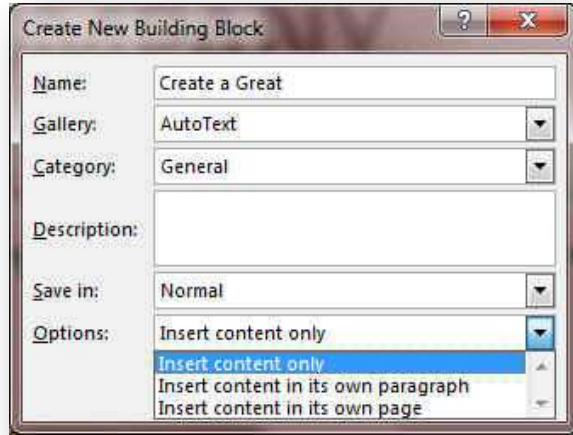 Create New Building Block
?
Name: Create a Great
Gallery: AutoText
Category: General
Description:
Save in: Normal
Options: Insert content only
Insert content only
Insert content in its own paragraph
Insert content in its own page